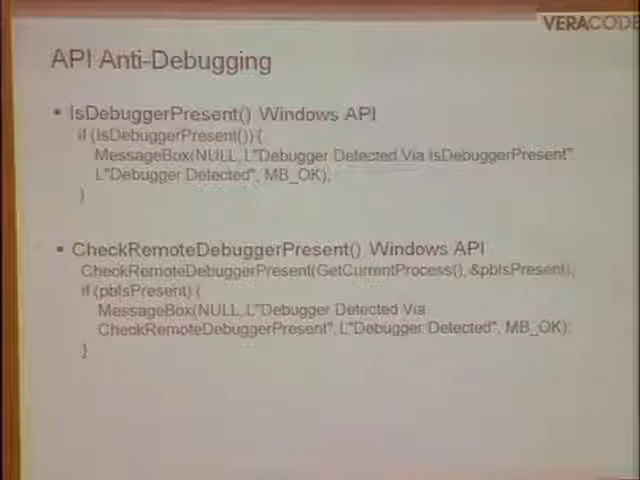 VERACODE
API Anti-Debugging
▪ IsDebuggerPresent() Windows API
if (IsDebuggerPresent()) {
MessageBox(NULL, L"Debugger Detected Via IsDebuggerPresent",
L"Debugger Detected", MB_OK);
}
▪ CheckRemoteDebuggerPresent() Windows API
CheckRemoteDebuggerPresent(GetCurrentProcess(), &pbIsPresent);
if (pbIsPresent) {
MessageBox(NULL, L"Debugger Detected Via
CheckRemoteDebuggerPresent", L"Debugger Detected", MB_OK);
}